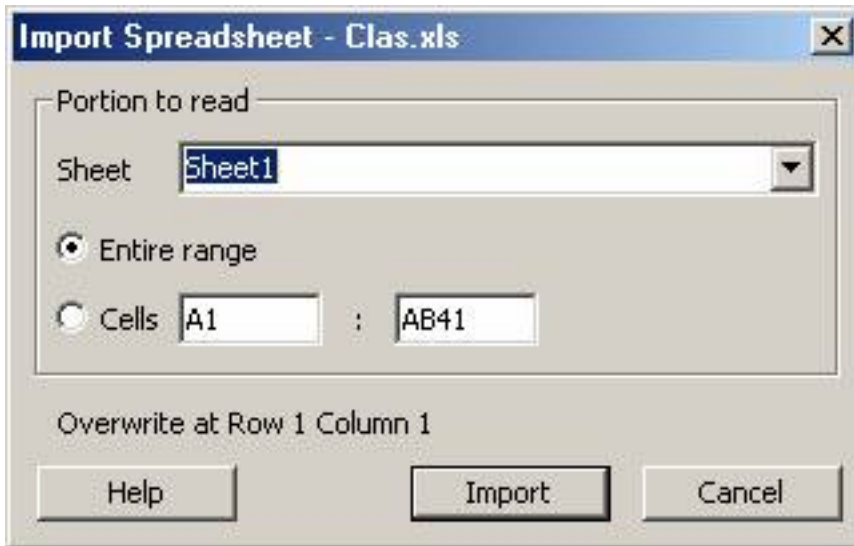 Import Spreadsheet - Clas.xls
Portion to read
Sheet Sheet1
Entire range
Cells A1 : AB41
Overwrite at Row 1 Column 1
Help Import Cancel